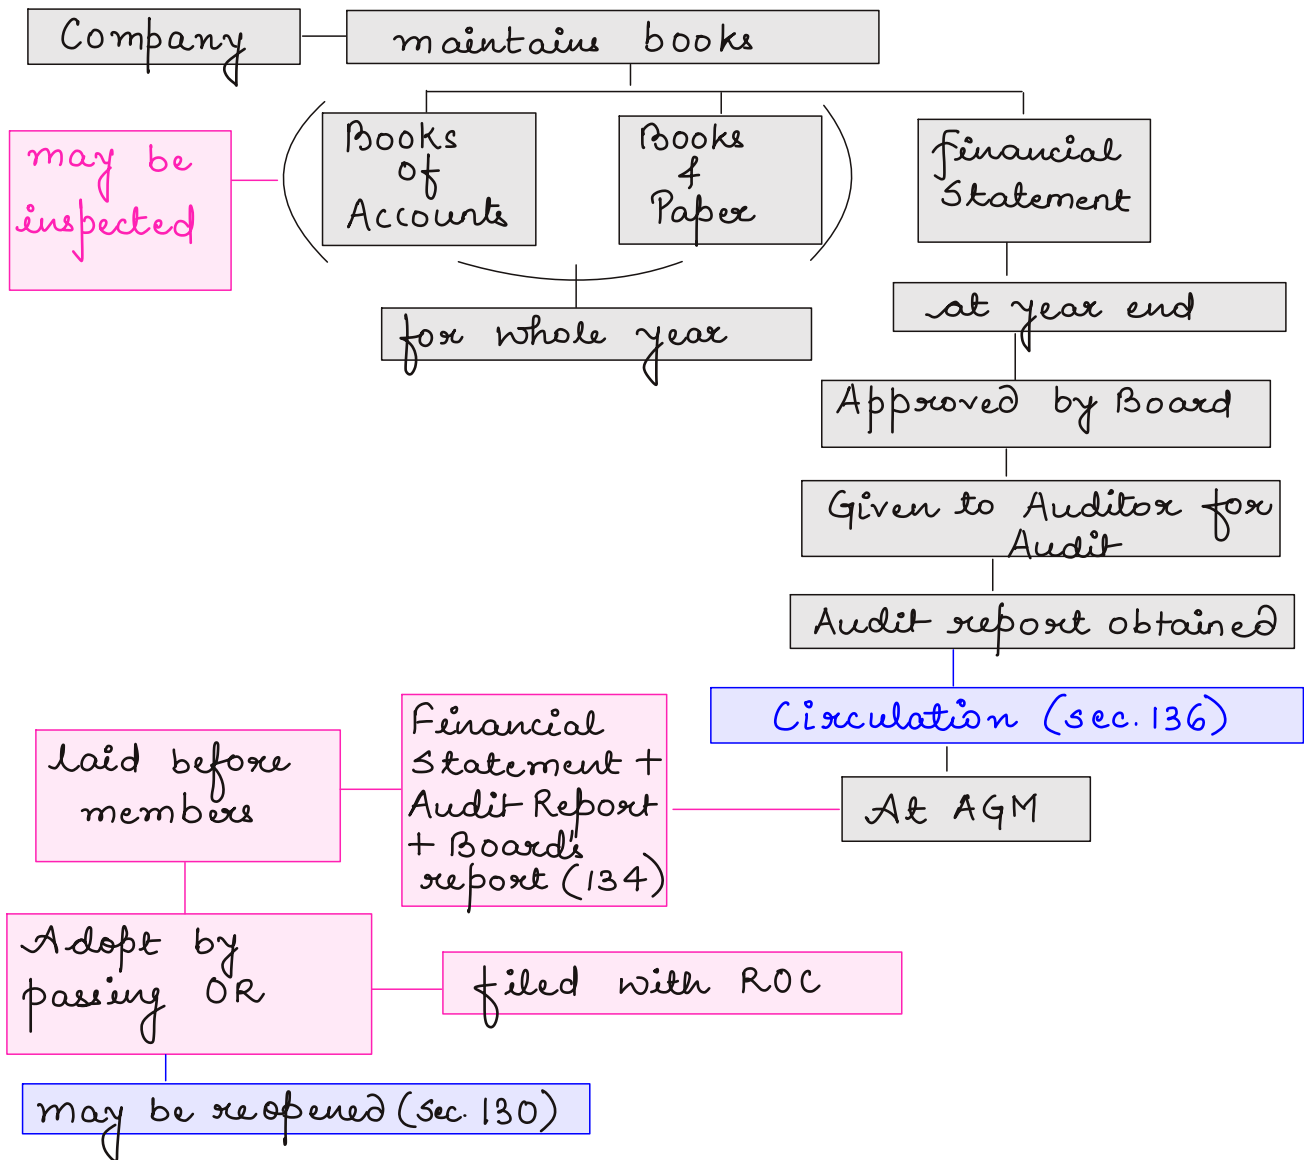 Company
maintains books
may be
inspected
Books
of
Accounts
Books
&
Paper
financial
Statement
for whole year
at year end
Approved by Board
Given to Auditor for
Audit
Audit report obtained
Circulation (sec. 136)
At AGM
Financial
Statement +
Audit Report
+ Board's
report (134)
laid before
members
Adopt by
passing OR
filed with ROC
may be reopened (sec. 130)